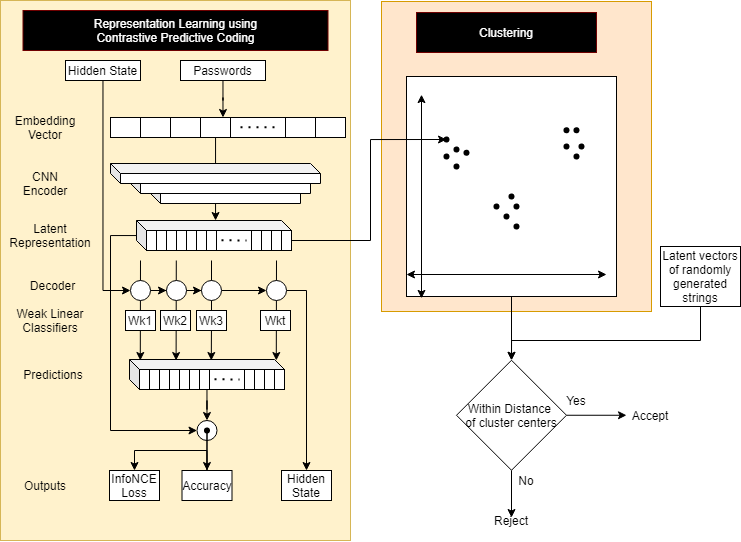 Representation Learning using
Contrastive Predictive Coding
Hidden State
Passwords
Embedding
Vector
CNN
Encoder
Latent
Representation
Decoder
Weak Linear
Classifiers
Wk1
Wk2
Wk3
Wkt
Predictions
Outputs
InfoNCE
Loss
Accuracy
Hidden
State
Clustering
Latent vectors
of randomly
generated
strings
Within Distance
of cluster centers
Yes
Accept
No
Reject